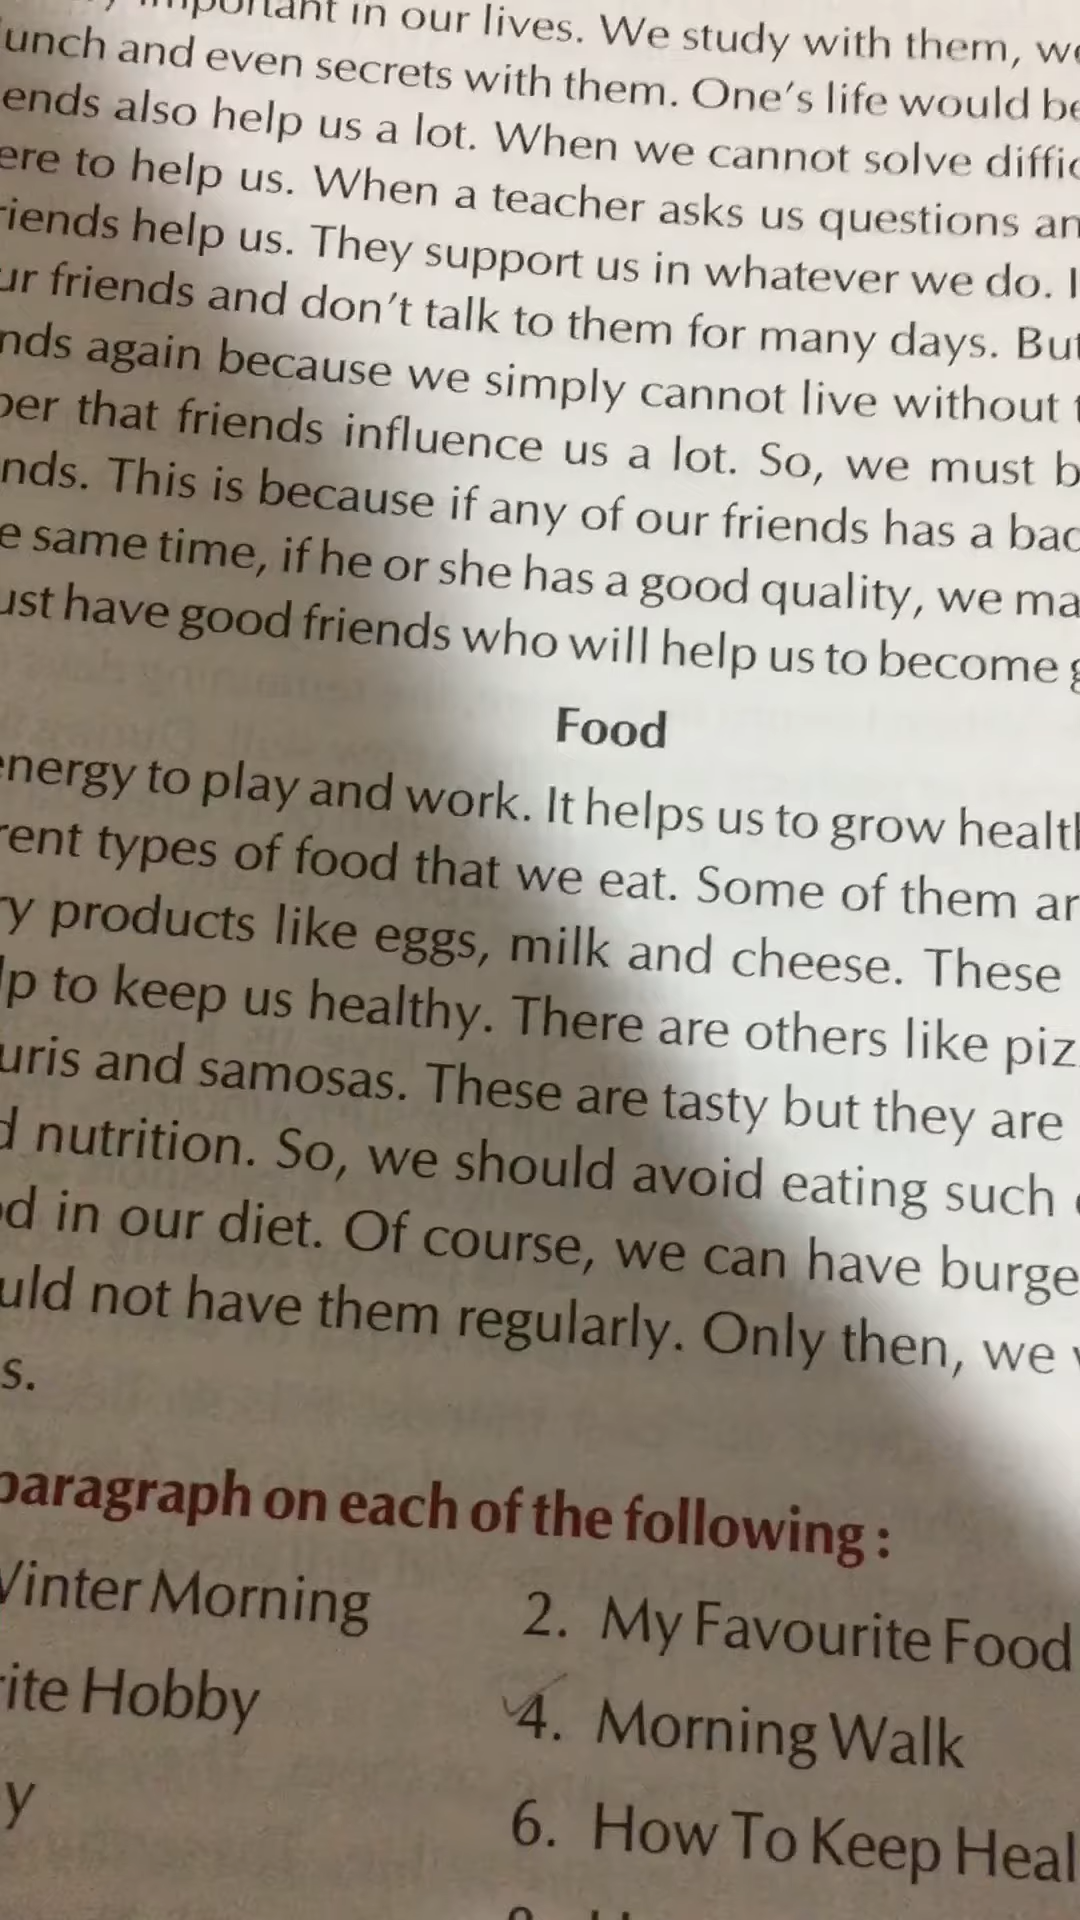 important in our lives. We study with them,
unch and even secrets with them. One's life would be
ends also help us a lot. When we cannot solve diffic
ere to help us. When a teacher asks us questions an
riends help us. They support us in whatever we do. I
ur friends and don't talk to them for many days. But
nds again because we simply cannot live without
ber that friends influence us a lot. So, we must b
nds. This is because if any of our friends has a bad
e same time, if he or she has a good quality, we ma
ust have good friends who will help us to become g
Food
energy to play and work. It helps us to grow health
rent types of food that we eat. Some of them ar
ry products like eggs, milk and cheese. These
lp to keep us healthy. There are others like piz
uris and samosas. These are tasty but they are
d nutrition. So, we should avoid eating such
od in our diet. Of course, we can have burge
uld not have them regularly. Only then, we
s.
paragraph on each of the following :
Winter Morning
2. My Favourite Food
rite Hobby
4. Morning Walk
y
6. How To Keep Heal